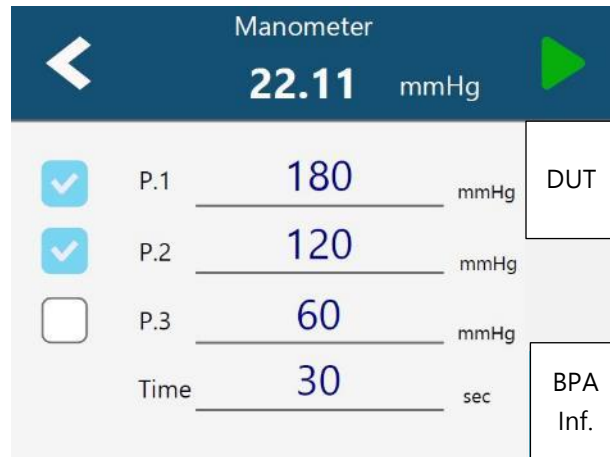 Manometer
22.11 mmHg
P.1 180 mmHg
DUT
P.2 120 mmHg
P.3 60 mmHg
Time 30 sec
BPA
Inf.